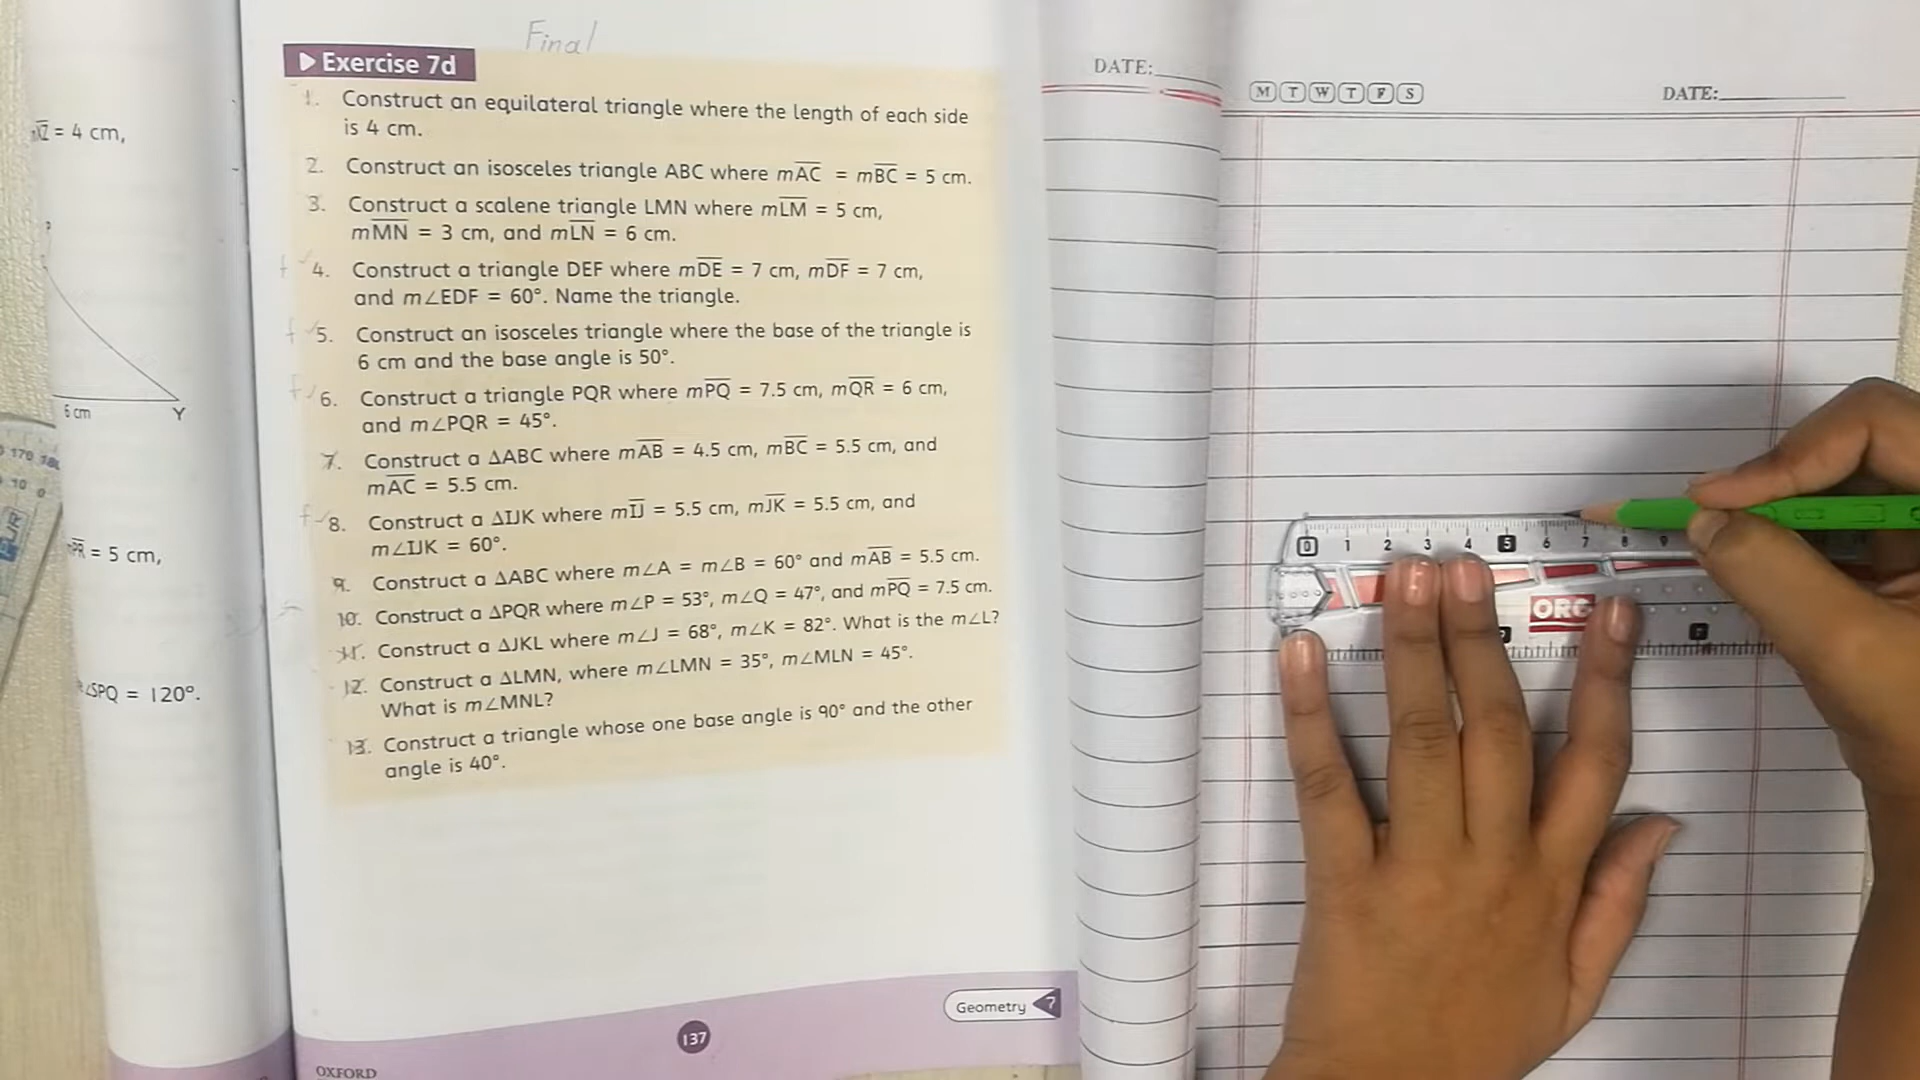 Final
Exercise 7d
1. Construct an equilateral triangle where the length of each side
is 4 cm.
2. Construct an isosceles triangle ABC where mAC = mBC = 5 cm.
3. Construct a scalene triangle LMN where mLM = 5 cm,
mMN = 3 cm, and mLN = 6 cm.
4. Construct a triangle DEF where mDE = 7 cm, mDF = 7 cm,
and m∠EDF = 60°. Name the triangle.
5. Construct an isosceles triangle where the base of the triangle is
6 cm and the base angle is 50°.
6. Construct a triangle PQR where mPQ = 7.5 cm, mQR = 6 cm,
and m∠PQR = 45°.
7. Construct a ΔABC where mAB = 4.5 cm, mBC = 5.5 cm, and
mAC = 5.5 cm.
8. Construct a ΔIJK where mIJ = 5.5 cm, mJK = 5.5 cm, and
m∠IJK = 60°.
9. Construct a ΔABC where m∠A = m∠B = 60° and mAB = 5.5 cm.
10. Construct a ΔPQR where m∠P = 53°, m∠Q = 47°, and mPQ = 7.5 cm.
11. Construct a ΔJKL where m∠J = 68°, m∠K = 82°. What is the m∠L?
12. Construct a ΔLMN, where m∠LMN = 35°, m∠MLN = 45°.
What is m∠MNL?
13. Construct a triangle whose one base angle is 90° and the other
angle is 40°.
Geometry 7
137
OXFORD
XZ = 4 cm,
6 cm Y
170 180
10 0
PR = 5 cm,
∠SPQ = 120°.
DATE:
M T W T F S DATE:
0 1 2 3 4 5 6 7 8 9
ORO